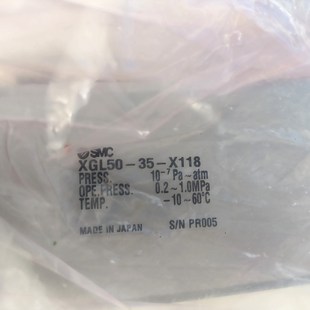 SMC
XGL50-35-X118
PRESS. 10⁻⁷Pa~atm
OPE.PRESS. 0.2~1.0MPa
TEMP. -10~60℃
MADE IN JAPAN S/N PR005